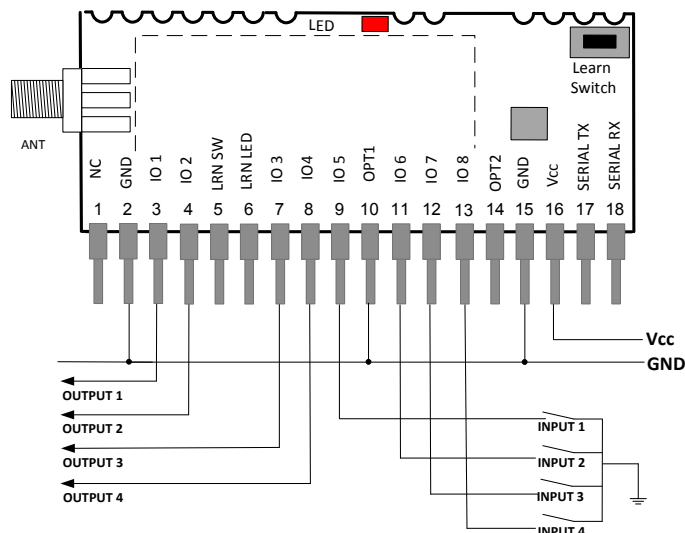 LED
Learn
Switch
ANT
NC
GND
IO 1
IO 2
LRN SW
LRN LED
IO 3
IO4
IO 5
OPT1
IO 6
IO 7
IO 8
OPT2
GND
Vcc
SERIAL TX
SERIAL RX
1 2 3 4 5 6 7 8 9 10 11 12 13 14 15 16 17 18
Vcc
GND
OUTPUT 1
OUTPUT 2
OUTPUT 3
OUTPUT 4
INPUT 1
INPUT 2
INPUT 3
INPUT 4